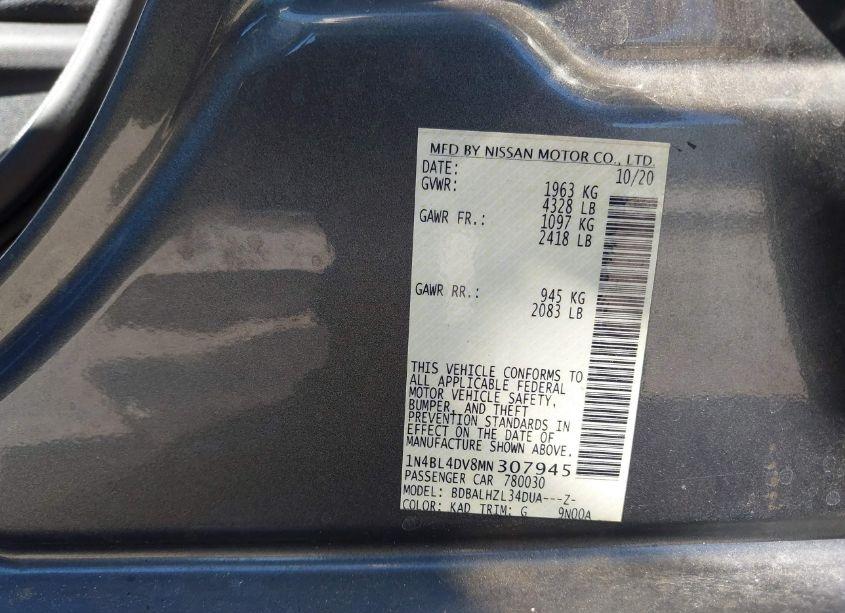 MFD BY NISSAN MOTOR CO., LTD.
DATE: 10/20
GVWR: 1963 KG
4328 LB
GAWR FR.: 1097 KG
2418 LB
GAWR RR.: 945 KG
2083 LB
THIS VEHICLE CONFORMS TO
ALL APPLICABLE FEDERAL
MOTOR VEHICLE SAFETY,
BUMPER, AND THEFT
PREVENTION STANDARDS IN
EFFECT ON THE DATE OF
MANUFACTURE SHOWN ABOVE.
1N4BL4DV8MN307945
PASSENGER CAR 780030
MODEL: BDBALHZL34DUA---Z-
COLOR: KAD TRIM: G 9N00A